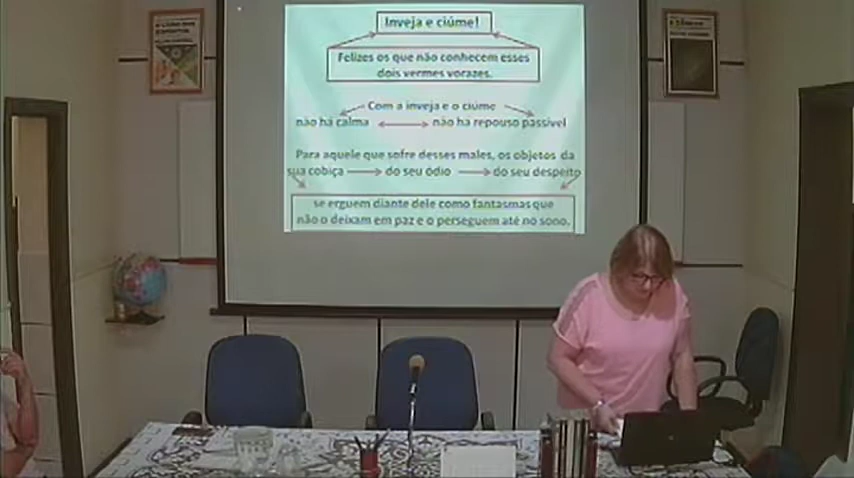 Inveja e ciúme!
Felizes os que não conhecem esses
dois vermes vorazes.
Com a inveja e o ciúme
não há calma não há repouso passível
Para aquele que sofre desses males, os objetos da
sua cobiça do seu ódio do seu despeito
se erguem diante dele como fantasmas que
não o deixam em paz e o perseguem até no sono.